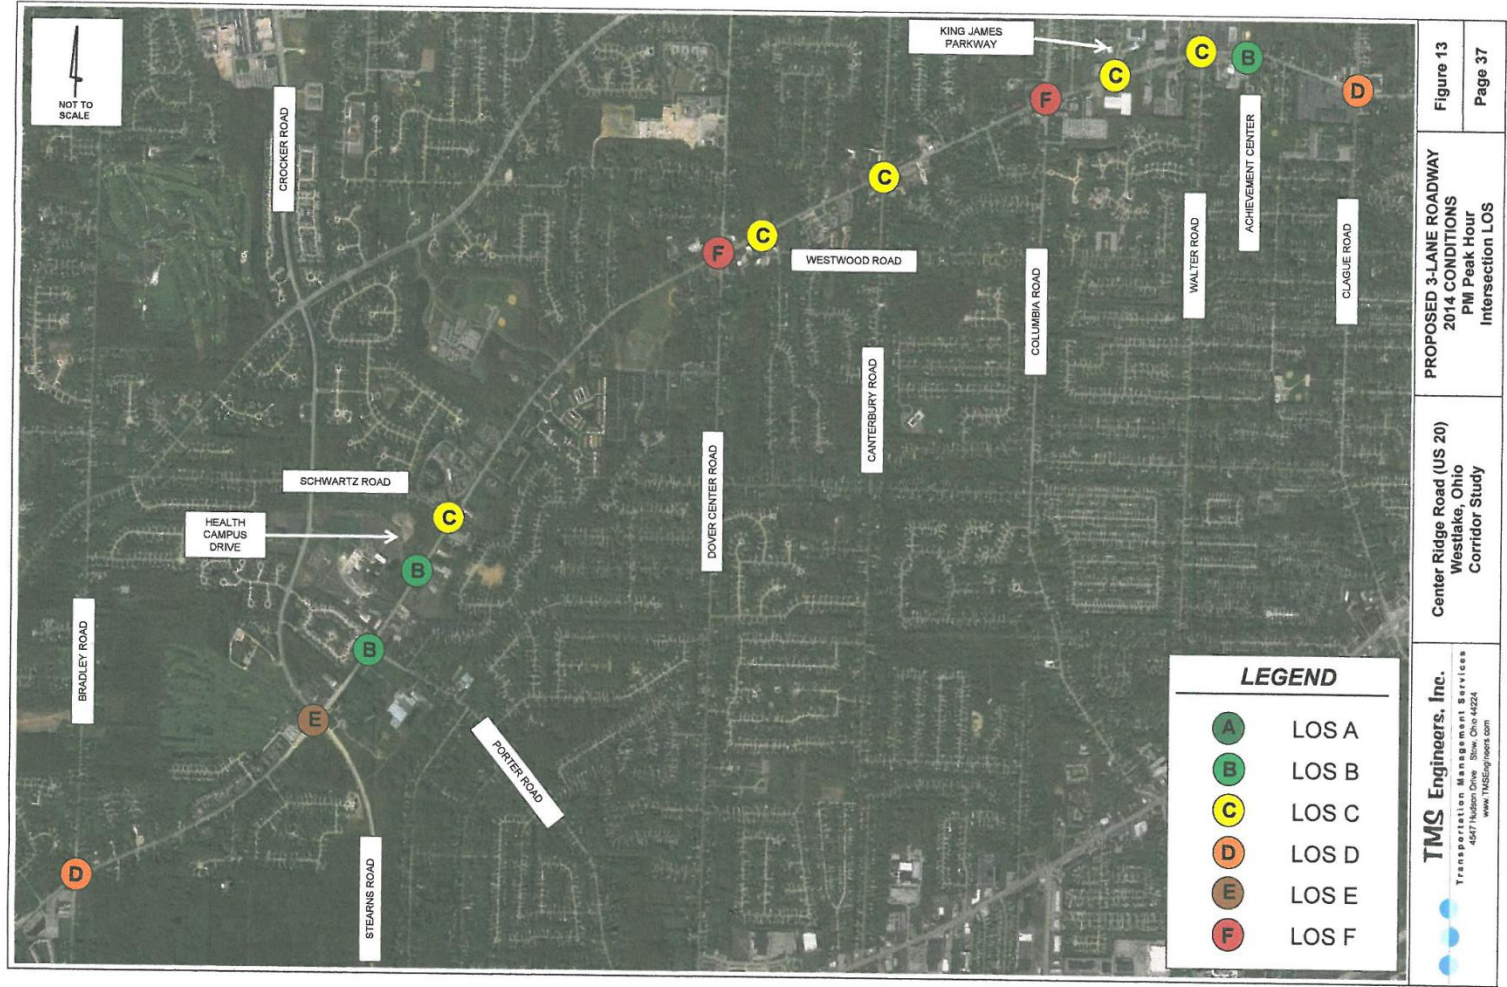 NOT TO
SCALE
CROCKER ROAD
KING JAMES
PARKWAY
C
C
B
D
F
C
ACHIEVEMENT CENTER
C
F
WESTWOOD ROAD
WALTER ROAD
CLAGUE ROAD
COLUMBIA ROAD
CANTERBURY ROAD
DOVER CENTER ROAD
SCHWARTZ ROAD
HEALTH
CAMPUS
DRIVE
C
B
B
E
BRADLEY ROAD
PORTER ROAD
STEARNS ROAD
D
LEGEND
A LOS A
B LOS B
C LOS C
D LOS D
E LOS E
F LOS F
Figure 13
Page 37
PROPOSED 3-LANE ROADWAY
2014 CONDITIONS
PM Peak Hour
Intersection LOS
Center Ridge Road (US 20)
Westlake, Ohio
Corridor Study
TMS Engineers, Inc.
Transportation Management Services
4547 Hudson Drive Stow, Ohio 44224
www.TMSEngineers.com